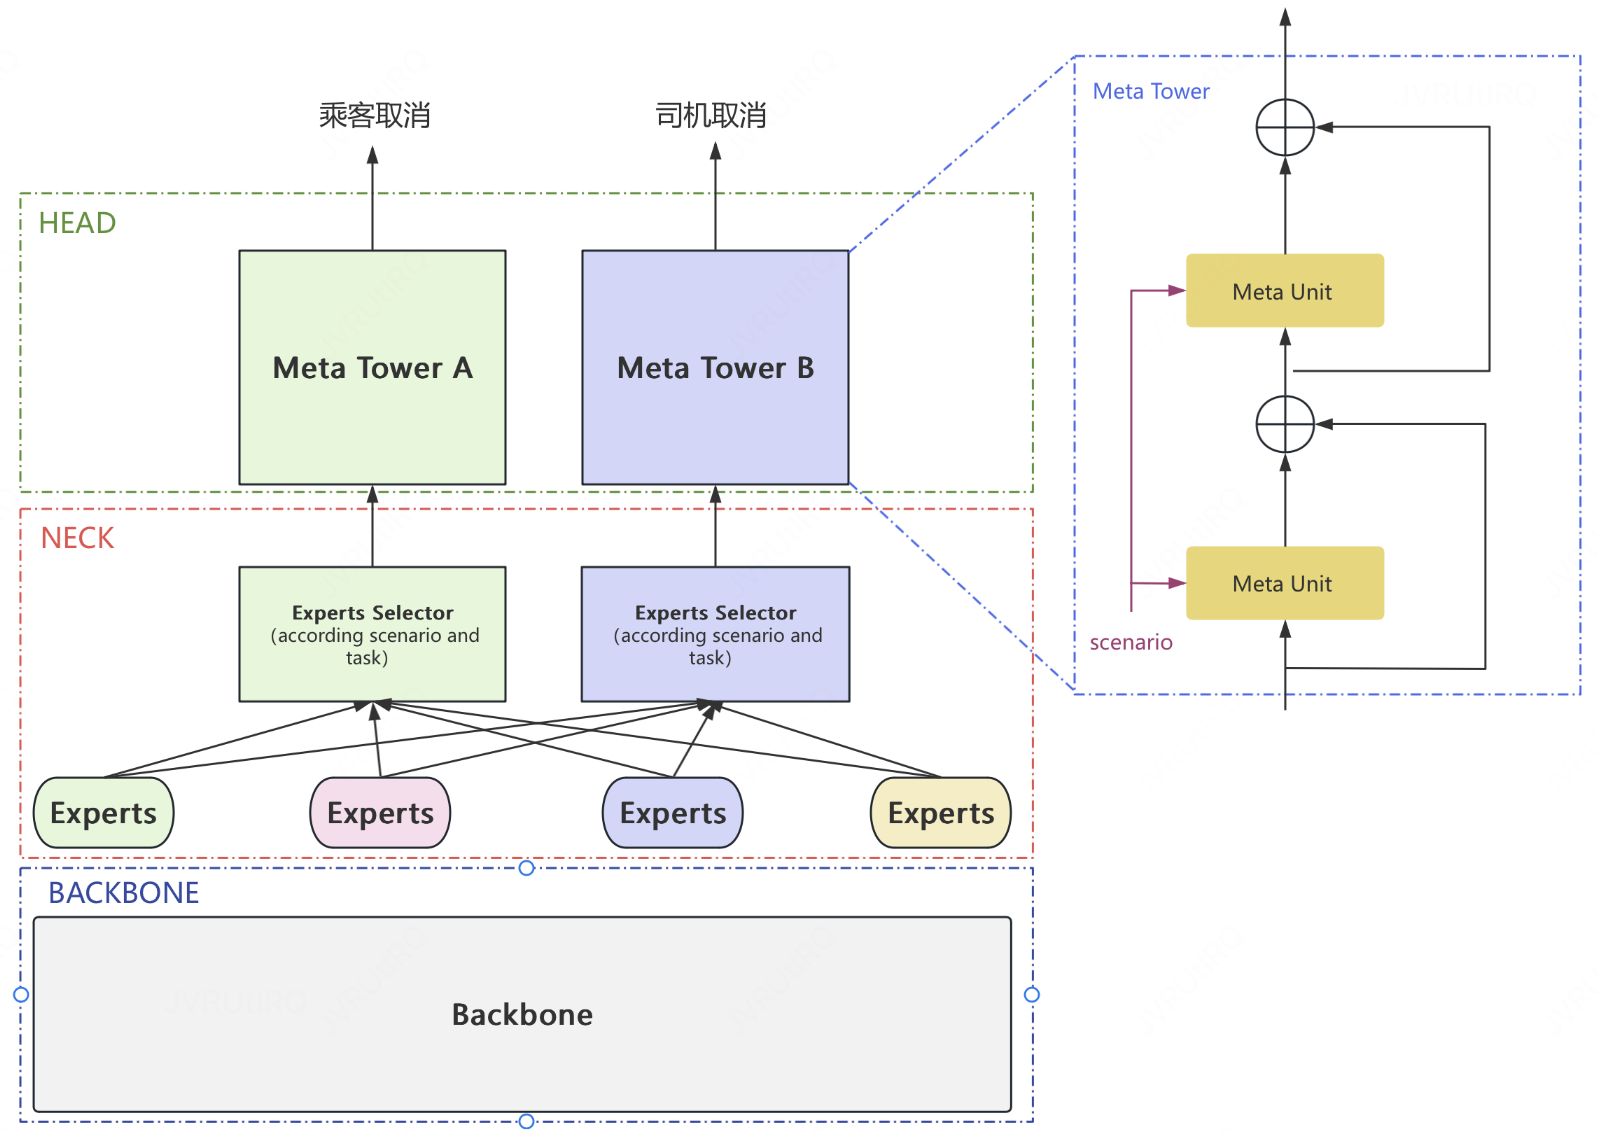 乘客取消
司机取消
HEAD
Meta Tower A
Meta Tower B
NECK
Experts Selector
(according scenario and
task)
Experts Selector
(according scenario and
task)
Experts
Experts
Experts
Experts
BACKBONE
Backbone
Meta Tower
Meta Unit
Meta Unit
scenario